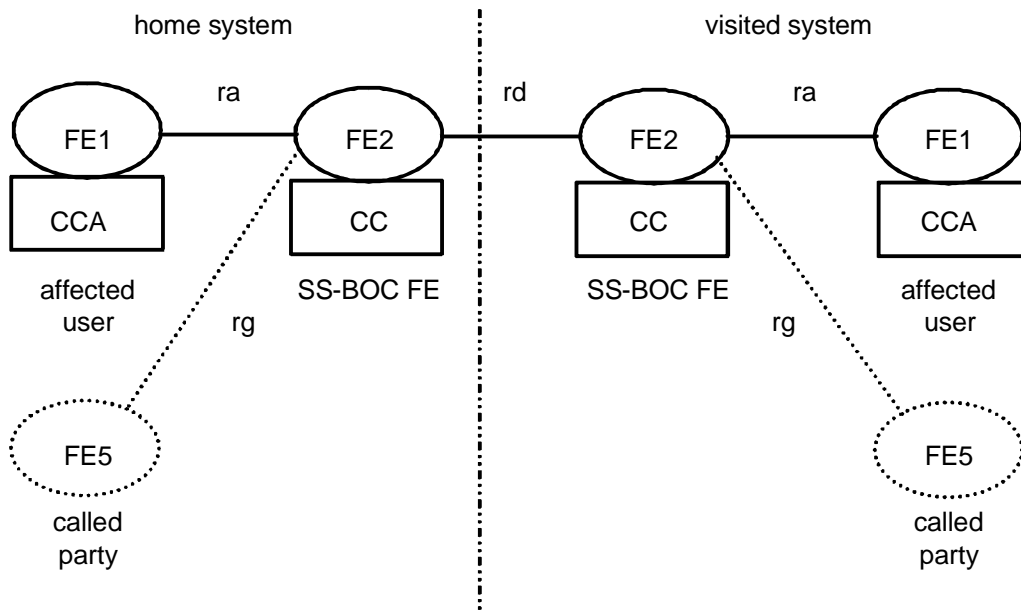 home system
visited system
ra
rd
ra
FE1
FE2
FE2
FE1
CCA
CC
CC
CCA
affected
user
SS-BOC FE
SS-BOC FE
affected
user
rg
rg
FE5
FE5
called
party
called
party